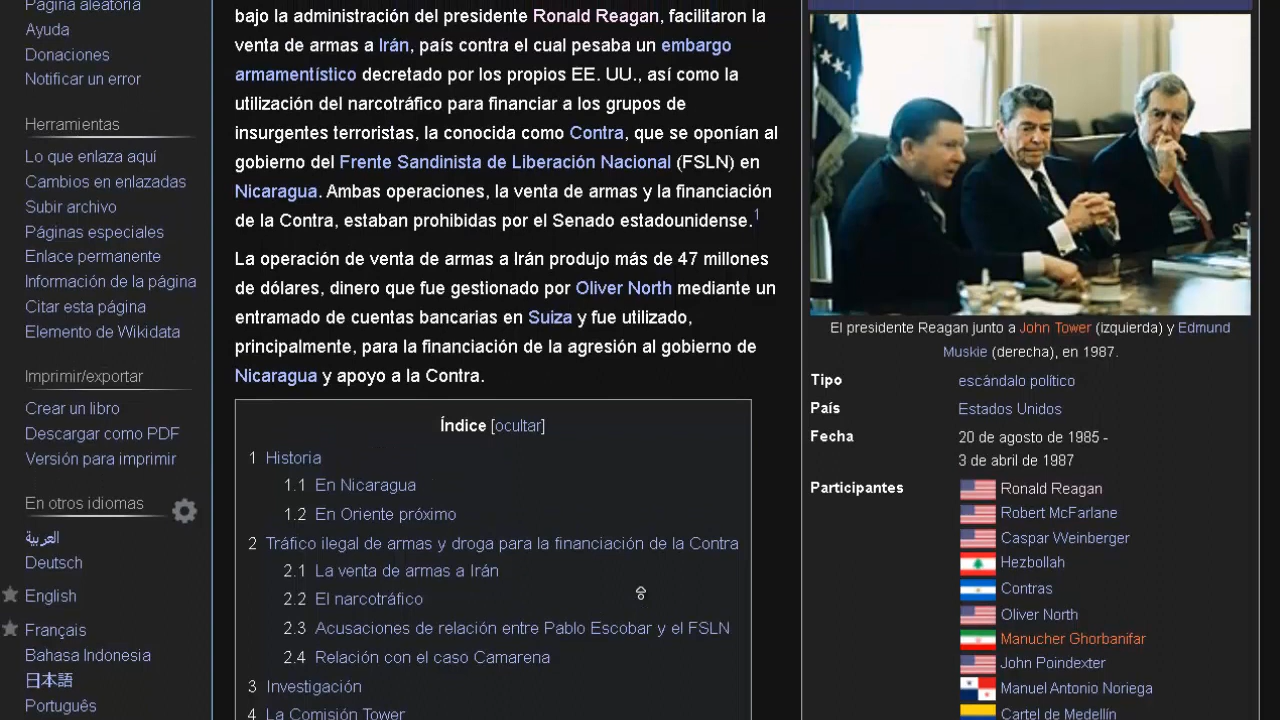 Página aleatoria
Ayuda
Donaciones
Notificar un error
Herramientas
Lo que enlaza aquí
Cambios en enlazadas
Subir archivo
Páginas especiales
Enlace permanente
Información de la página
Citar esta página
Elemento de Wikidata
Imprimir/exportar
Crear un libro
Descargar como PDF
Versión para imprimir
En otros idiomas
العربية
Deutsch
English
Français
Bahasa Indonesia
日本語
Português
bajo la administración del presidente Ronald Reagan, facilitaron la
venta de armas a Irán, país contra el cual pesaba un embargo
armamentístico decretado por los propios EE. UU., así como la
utilización del narcotráfico para financiar a los grupos de
insurgentes terroristas, la conocida como Contra, que se oponían al
gobierno del Frente Sandinista de Liberación Nacional (FSLN) en
Nicaragua. Ambas operaciones, la venta de armas y la financiación
de la Contra, estaban prohibidas por el Senado estadounidense.1
La operación de venta de armas a Irán produjo más de 47 millones
de dólares, dinero que fue gestionado por Oliver North mediante un
entramado de cuentas bancarias en Suiza y fue utilizado,
principalmente, para la financiación de la agresión al gobierno de
Nicaragua y apoyo a la Contra.
Índice [ocultar]
1 Historia
1.1 En Nicaragua
1.2 En Oriente próximo
2 Trafico ilegal de armas y droga para la financiación de la Contra
2.1 La venta de armas a Irán
2.2 El narcotráfico
2.3 Acusaciones de relación entre Pablo Escobar y el FSLN
2.4 Relación con el caso Camarena
3 Investigación
4 La Comisión Tower
El presidente Reagan junto a John Tower (izquierda) y Edmund
Muskie (derecha), en 1987.
Tipo escándalo político
País Estados Unidos
Fecha 20 de agosto de 1985 -
3 de abril de 1987
Participantes Ronald Reagan
Robert McFarlane
Caspar Weinberger
Hezbollah
Contras
Oliver North
Manucher Ghorbanifar
John Poindexter
Manuel Antonio Noriega
Cartel de Medellín